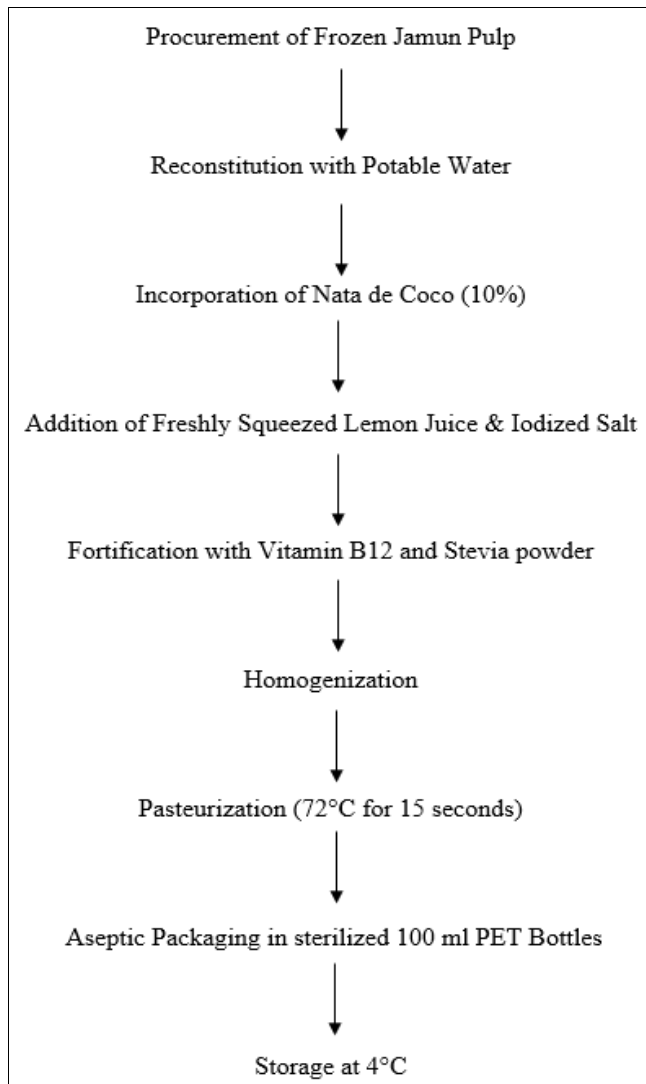 Procurement of Frozen Jamun Pulp
Reconstitution with Potable Water
Incorporation of Nata de Coco (10%)
Addition of Freshly Squeezed Lemon Juice & Iodized Salt
Fortification with Vitamin B12 and Stevia powder
Homogenization
Pasteurization (72°C for 15 seconds)
Aseptic Packaging in sterilized 100 ml PET Bottles
Storage at 4°C